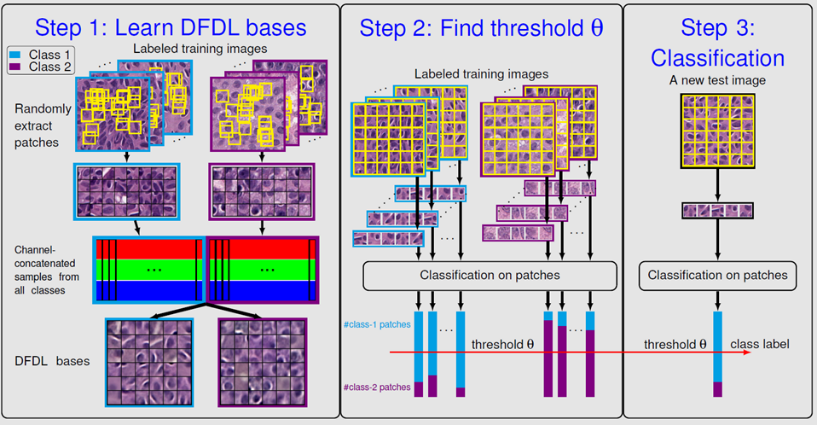 Step 1: Learn DFDL bases
Class 1
Class 2
Labeled training images
Randomly
extract
patches
Channel-
concatenated
samples from
all classes
...
DFDL bases
Step 2: Find threshold θ
Labeled training images
Classification on patches
#class-1 patches
threshold θ
#class-2 patches
Step 3:
Classification
A new test image
Classification on patches
threshold θ
class label